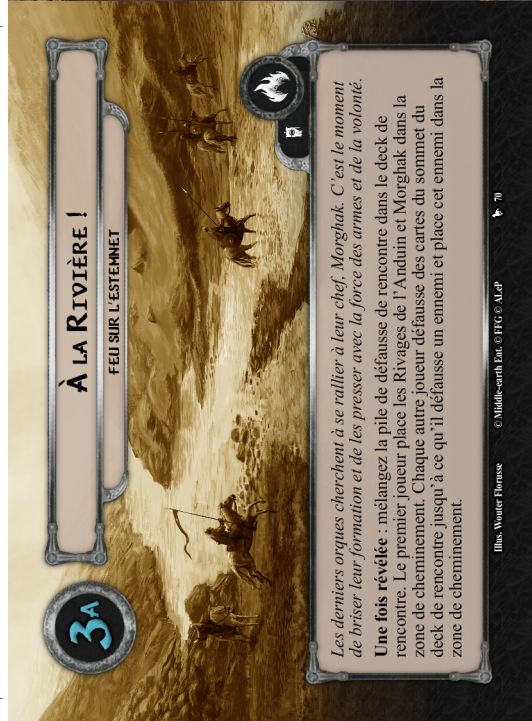 3A
À LA RIVIÈRE !
FEU SUR L'ESTEMNET
Les derniers orques cherchent à se rallier à leur chef, Morghak. C'est le moment
de briser leur formation et de les presser avec la force des armes et de la volonté.
Une fois révélée : mélangez la pile de défausse de rencontre dans le deck de
rencontre. Le premier joueur place les Rivages de l'Anduin et Morghak dans la
zone de cheminement. Chaque autre joueur défausse des cartes du sommet du
deck de rencontre jusqu'à ce qu'il défausse un ennemi et place cet ennemi dans la
zone de cheminement.
Illus. Wouter Florusse © Middle-earth Ent. © FFG © ALeP 70